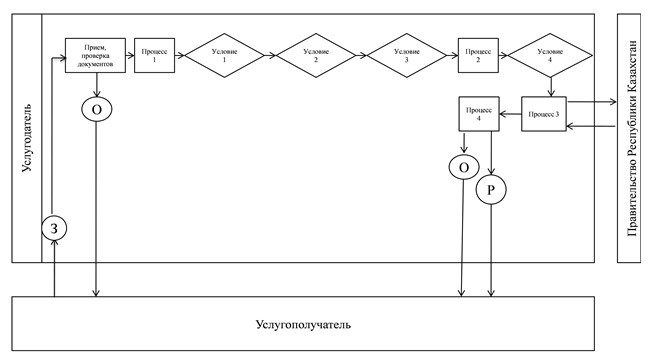 Услугодатель
Прием,
проверка
документов
Процесс
1
Условие
1
Условие
2
Условие
3
Процесс
2
Условие
4
Процесс
4
Процесс 3
О
О
Р
З
Правительство Республики Казахстан
Услугополучатель